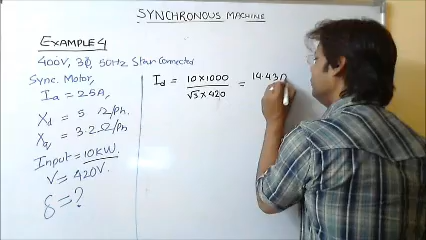 SYNCHRONOUS MACHINE
EXAMPLE 4
400V, 3Φ, 50Hz Star Connected
Sync. Motor,
Ia = 25A,
Xd = 5 Ω/ph.
Xq = 3.2 Ω/ph
Input = 10KW.
V = 420V.
δ = ?
Id = 10×1000 / √3 × 420 = 14.43